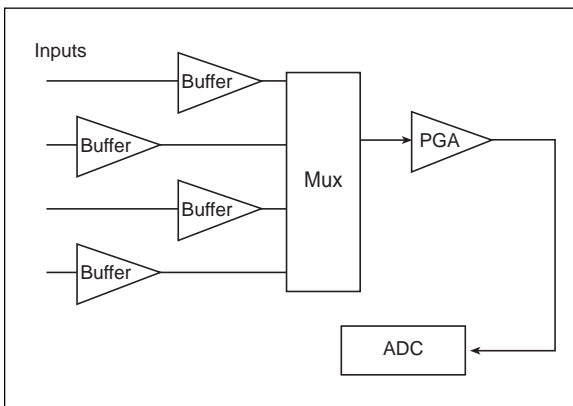 Inputs
Buffer
Buffer
Buffer
Buffer
Mux
PGA
ADC